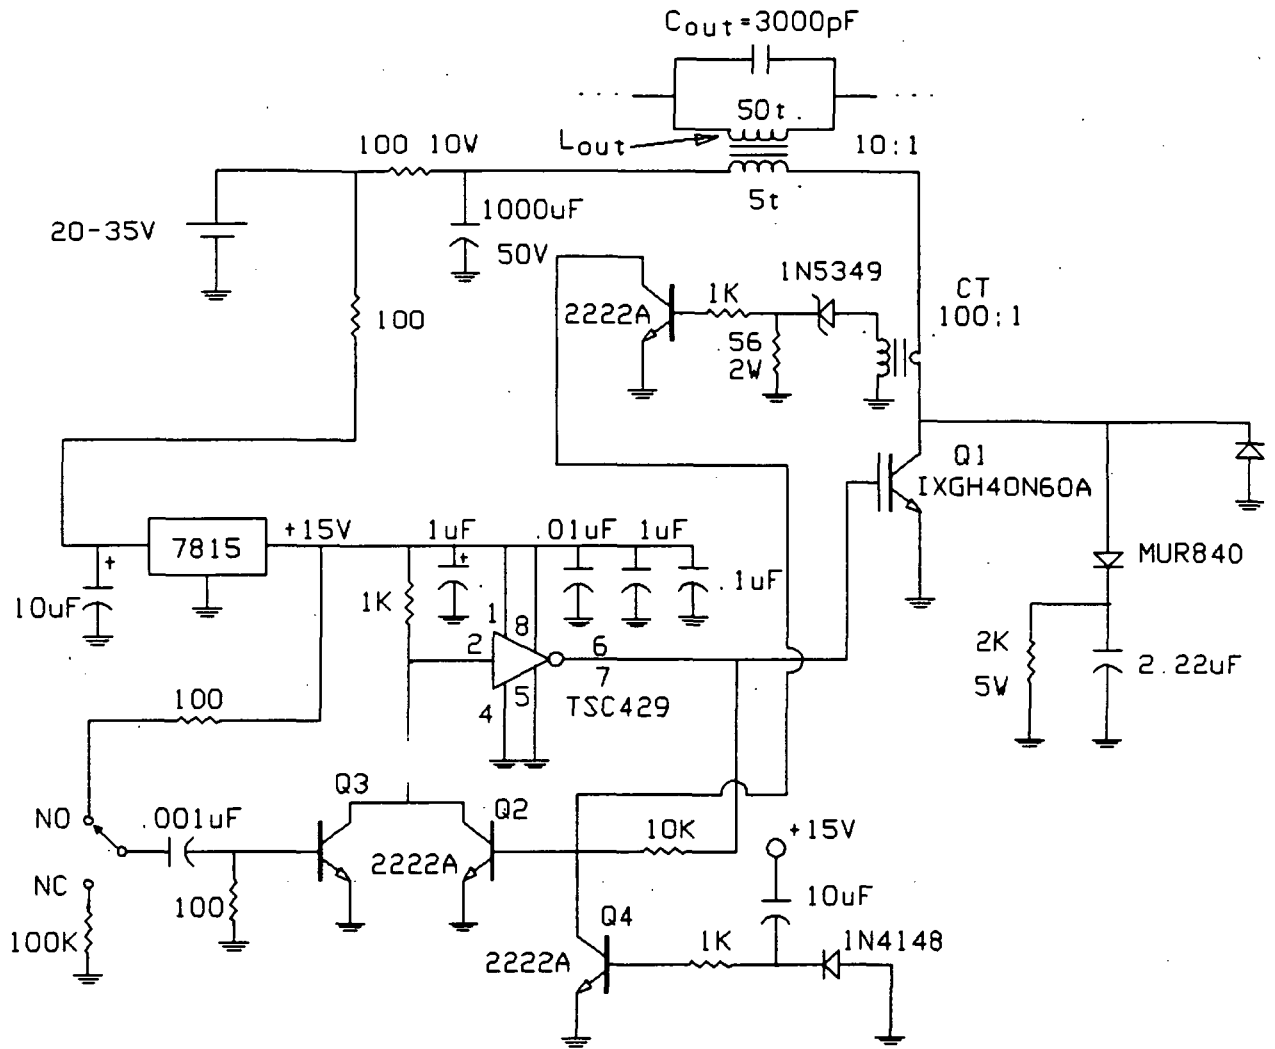 Cout=3000pF
50t.
Lout
10:1
100 10W
5t
20-35V
1000uF
50V
1N5349
CT
100:1
2222A
1K
56
2W
100
Q1
IXGH40N60A
+15V
1uF
.01uF
1uF
7815
MUR840
+
+
10uF
1K
.1uF
1
8
2
6
7
5
4
TSC429
2K
5W
2.22uF
100
Q3
Q2
NO
.001uF
+15V
10K
2222A
NC
100
10uF
100K
Q4
1K
1N4148
2222A